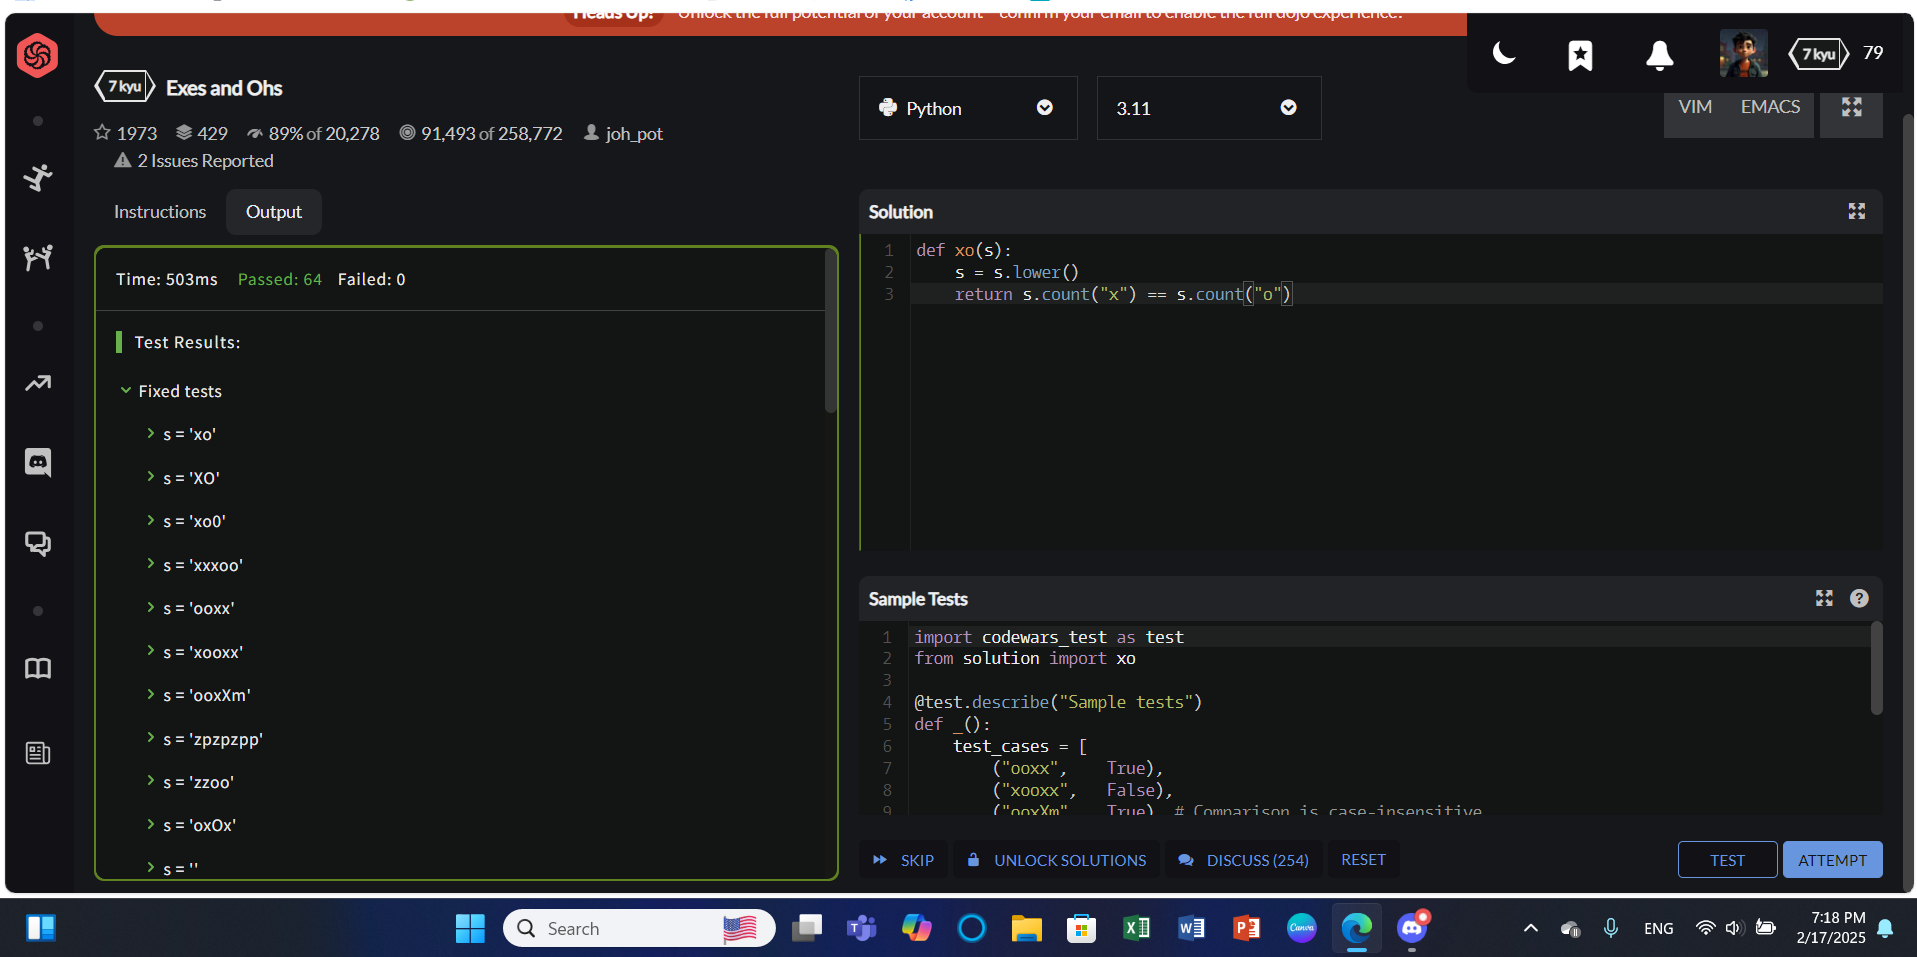 Heads Up! Unlock the full potential of your account - confirm your email to enable the full dojo experience.
7 kyu 79
7 kyu Exes and Ohs
Python
3.11
VIM EMACS
1973 429 89% of 20,278 91,493 of 258,772 joh_pot
2 Issues Reported
Instructions Output
Time: 503ms Passed: 64 Failed: 0
Test Results:
Fixed tests
s = 'xo'
s = 'XO'
s = 'xo0'
s = 'xxxoo'
s = 'ooxx'
s = 'xooxx'
s = 'ooxXm'
s = 'zpzpzpp'
s = 'zzoo'
s = 'oxOx'
s = ''
Solution
1 def xo(s):
2 s = s.lower()
3 return s.count("x") == s.count("o")
Sample Tests
1 import codewars_test as test
2 from solution import xo
3
4 @test.describe("Sample tests")
5 def _():
6 test_cases = [
7 ("ooxx", True),
8 ("xooxx", False),
9 ("ooxXm", True), # Comparison is case-insensitive
SKIP UNLOCK SOLUTIONS DISCUSS (254) RESET TEST ATTEMPT
Search
Canva
ENG
7:18 PM
2/17/2025